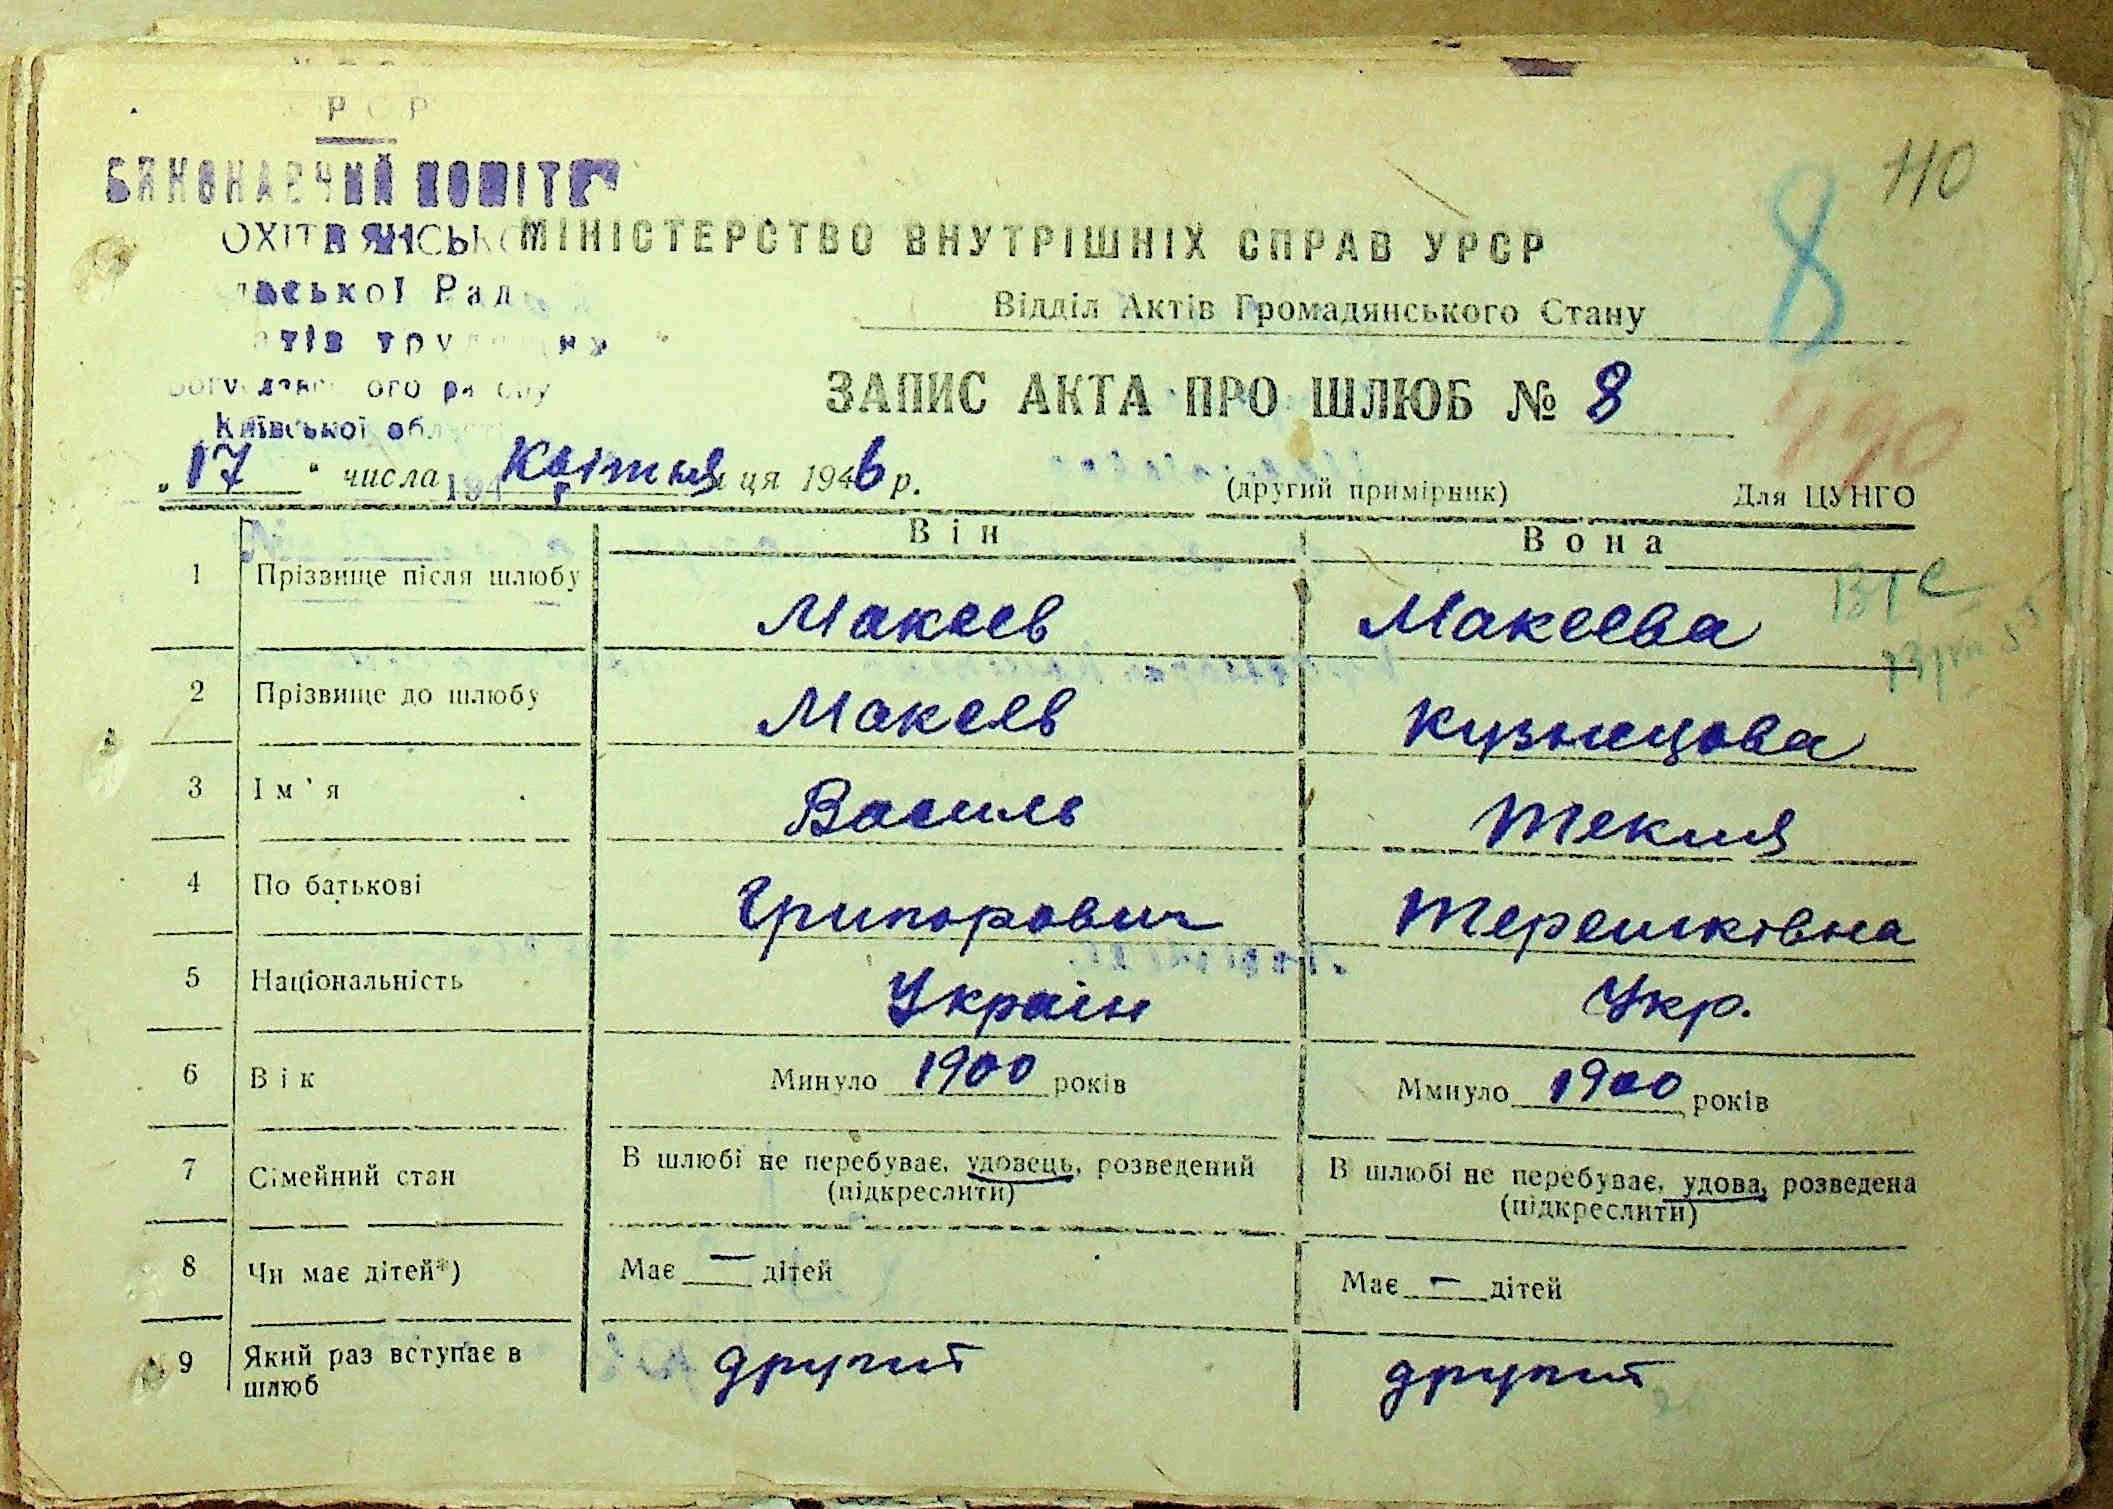 110
8
ВИКОНАВЧИЙ КОМІТЕТ
МІНІСТЕРСТВО ВНУТРІШНІХ СПРАВ УРСР
Відділ Актів Громадянського Стану
ЗАПИС АКТА ПРО ШЛЮБ № 8
Київської
„17" числа Квітня ця 1946 р.
(другий примірник) Для ЦУНГО
Він Вона
1 Прізвище після шлюбу Макеєв Макеєва
2 Прізвище до шлюбу Макеєв Кузнецова
3 Ім'я Василь Текля
4 По батькові Григорович Терешківна
5 Національність Україн Укр.
6 Вік Минуло 1900 років Ммнуло 1900 років
7 Сімейний стан В шлюбі не перебуває, удовець, розведений (підкреслити) В шлюбі не перебуває, удова, розведена (підкреслити)
8 Чи має дітей*) Має — дітей Має — дітей
9 Який раз вступає в шлюб другий другий